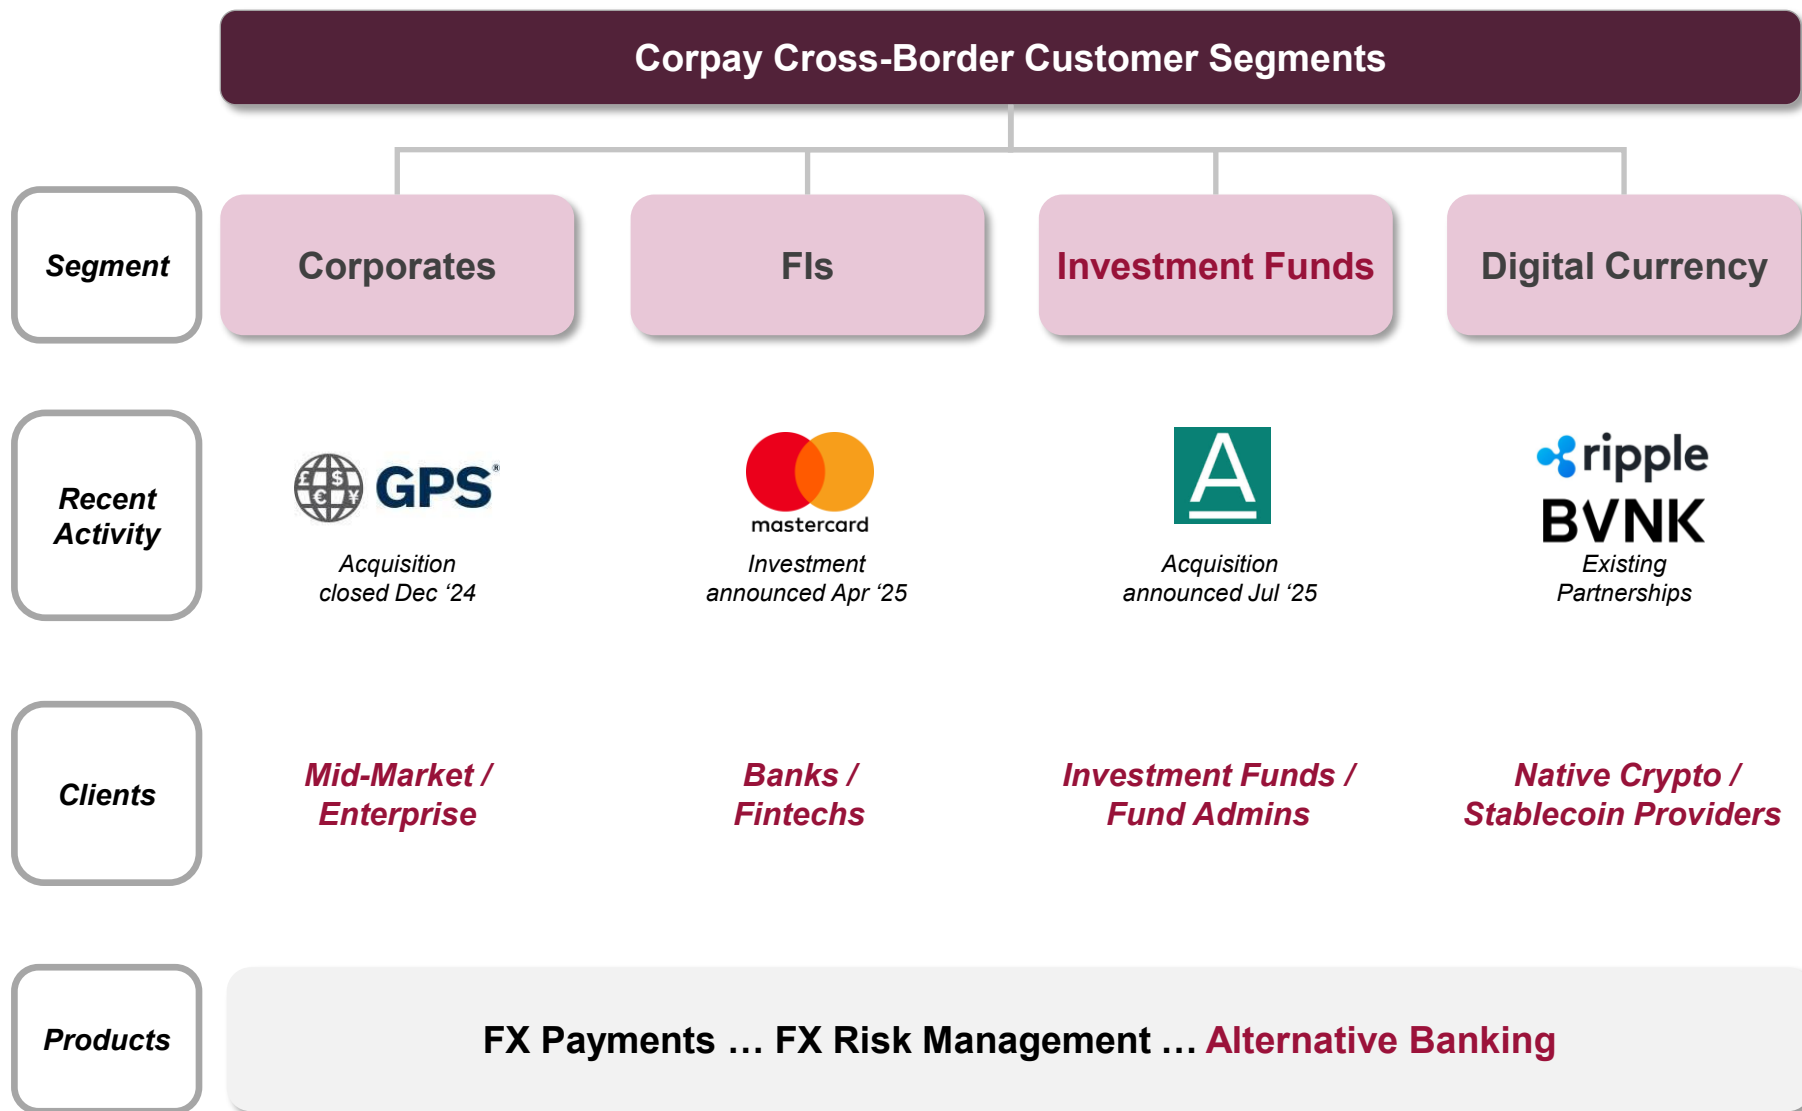 Corpay Cross-Border Customer Segments
Segment
Corporates
FIs
Investment Funds
Digital Currency
Recent
Activity
£ $
€ ¥
GPS®
Acquisition
closed Dec ‘24
mastercard
Investment
announced Apr ‘25
A
Acquisition
announced Jul ‘25
ripple
BVNK
Existing
Partnerships
Clients
Mid-Market /
Enterprise
Banks /
Fintechs
Investment Funds /
Fund Admins
Native Crypto /
Stablecoin Providers
Products
FX Payments … FX Risk Management … Alternative Banking